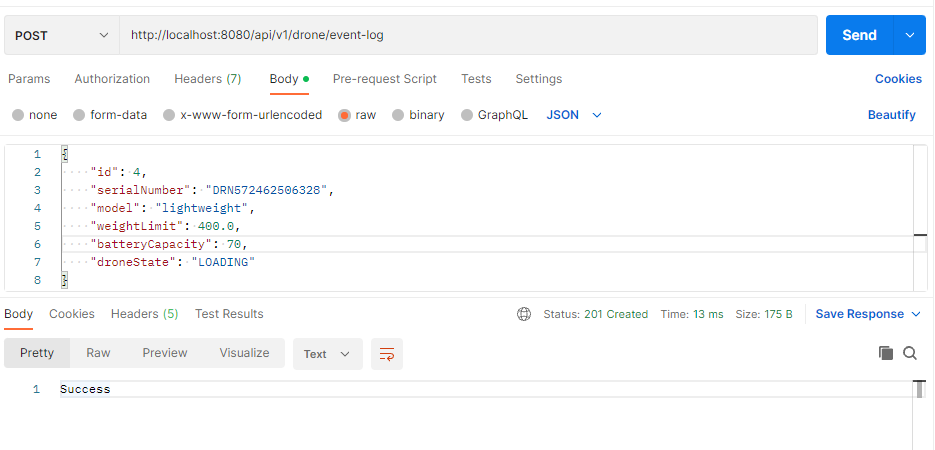 POST http://localhost:8080/api/v1/drone/event-log Send
Params Authorization Headers (7) Body Pre-request Script Tests Settings Cookies
none form-data x-www-form-urlencoded raw binary GraphQL JSON Beautify
1 {
2 "id": 4,
3 "serialNumber": "DRN572462506328",
4 "model": "lightweight",
5 "weightLimit": 400.0,
6 "batteryCapacity": 70,
7 "droneState": "LOADING"
8 }
Body Cookies Headers (5) Test Results Status: 201 Created Time: 13 ms Size: 175 B Save Response
Pretty Raw Preview Visualize Text
1 Success